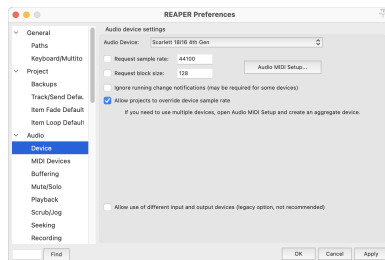 REAPER Preferences
General
Paths
Keyboard/Multito
Project
Backups
Track/Send Defau
Item Fade Default
Item Loop Default
Audio
Device
MIDI Devices
Buffering
Mute/Solo
Playback
Scrub/Jog
Seeking
Recording
Find
Audio device settings
Audio Device: Scarlett 18i16 4th Gen
Request sample rate: 44100
Audio MIDI Setup...
Request block size: 128
Ignore running change notifications (may be required for some devices)
Allow projects to override device sample rate
If you need to use multiple devices, open Audio MIDI Setup and create an aggregate device.
Allow use of different input and output devices (legacy option, not recommended)
OK Cancel Apply